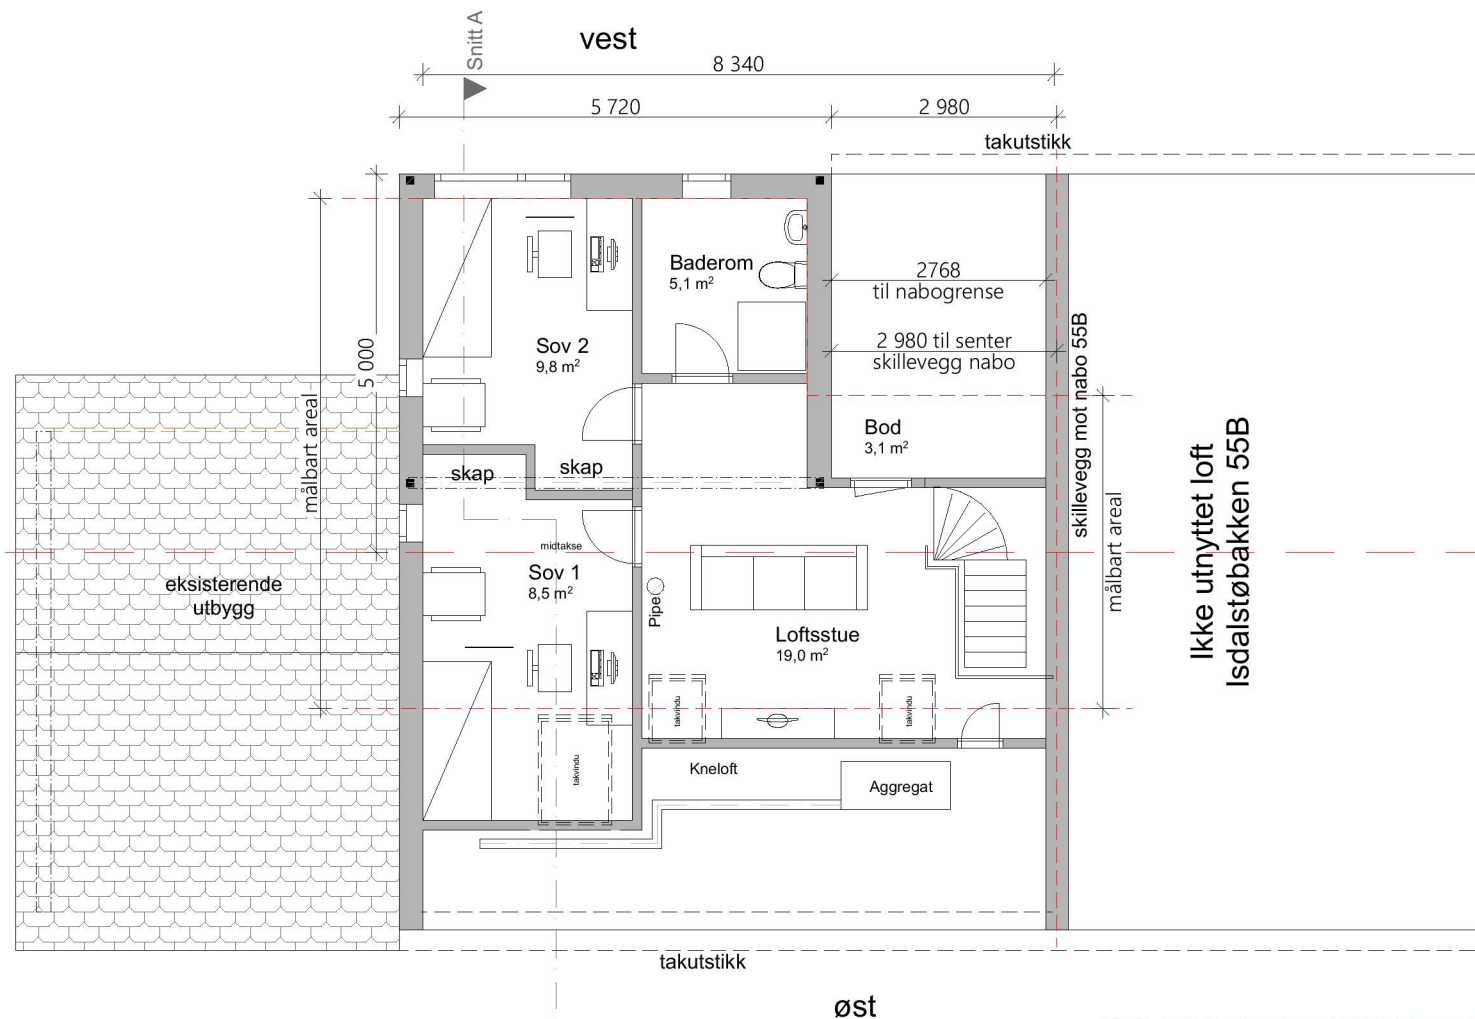 Snitt A
vest
8 340
5 720
2 980
takutstikk
5 000
målbart areal
Baderom
5,1 m²
2768
til nabogrense
2 980 til senter
skillevegg nabo
skillevegg mot nabo 55B
Sov 2
9,8 m²
Bod
3,1 m²
skap
skap
Ikke utnyttet loft
Isdalstøbakken 55B
målbart areal
midtakse
Sov 1
8,5 m²
eksisterende
utbygg
Pipe
Loftsstue
19,0 m²
takvindu
takvindu
takvindu
Kneloft
Aggregat
takutstikk
øst